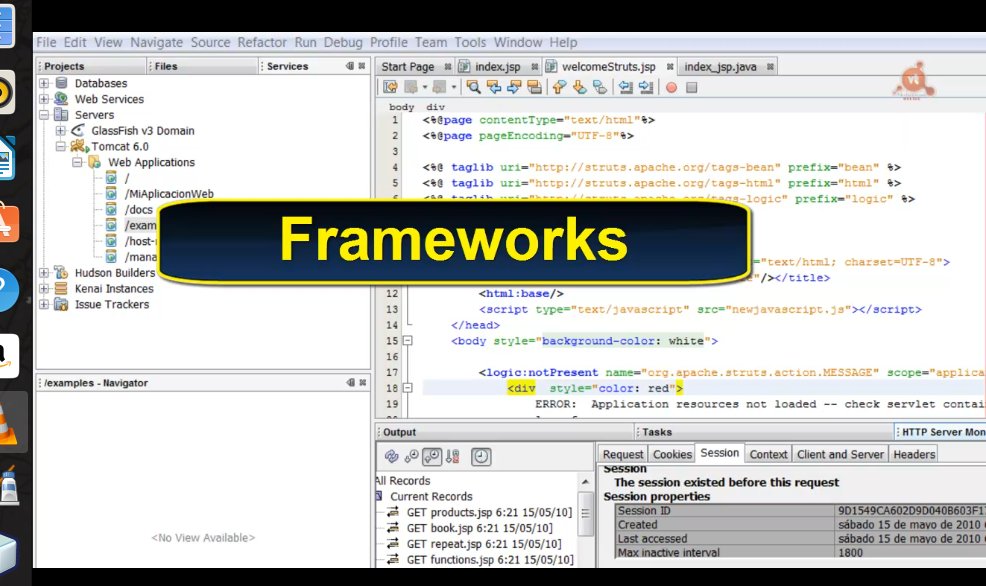 File Edit View Navigate Source Refactor Run Debug Profile Team Tools Window Help
Projects Files Services
Databases
Web Services
Servers
GlassFish v3 Domain
Tomcat 6.0
Web Applications
/
/MiAplicacionWeb
/docs
/exam
/host-
/mana
Hudson Builders
Kenai Instances
Issue Trackers
Start Page index.jsp welcomeStruts.jsp index_jsp.java
vt
body div
1 <%@page contentType="text/html"%>
2 <%@page pageEncoding="UTF-8"%>
3
4 <%@ taglib uri="http://struts.apache.org/tags-bean" prefix="bean" %>
5 <%@ taglib uri="http://struts.apache.org/tags-html" prefix="html" %>
taglib uri="http://struts.apache.org/tags-logic" prefix="logic" %>
Frameworks
="text/html; charset=UTF-8">
"/></title>
12 <html:base/>
13 <script type="text/javascript" src="newjavascript.js"></script>
14 </head>
15 <body style="background-color: white">
16
17 <logic:notPresent name="org.apache.struts.action.MESSAGE" scope="applica
18 <div style="color: red">
19 ERROR: Application resources not loaded -- check servlet contai
/examples - Navigator
<No View Available>
Output Tasks HTTP Server Mon
All Records
Current Records
GET products.jsp 6:21 15/05/10]
GET book.jsp 6:21 15/05/10]
GET repeat.jsp 6:21 15/05/10]
GET functions.jsp 6:21 15/05/10]
Request Cookies Session Context Client and Server Headers
Session
The session existed before this request
Session properties
Session ID 9D1549CA602D9D040B603F1
Created sábado 15 de mayo de 2010
Last accessed sábado 15 de mayo de 2010
Max inactive interval 1800